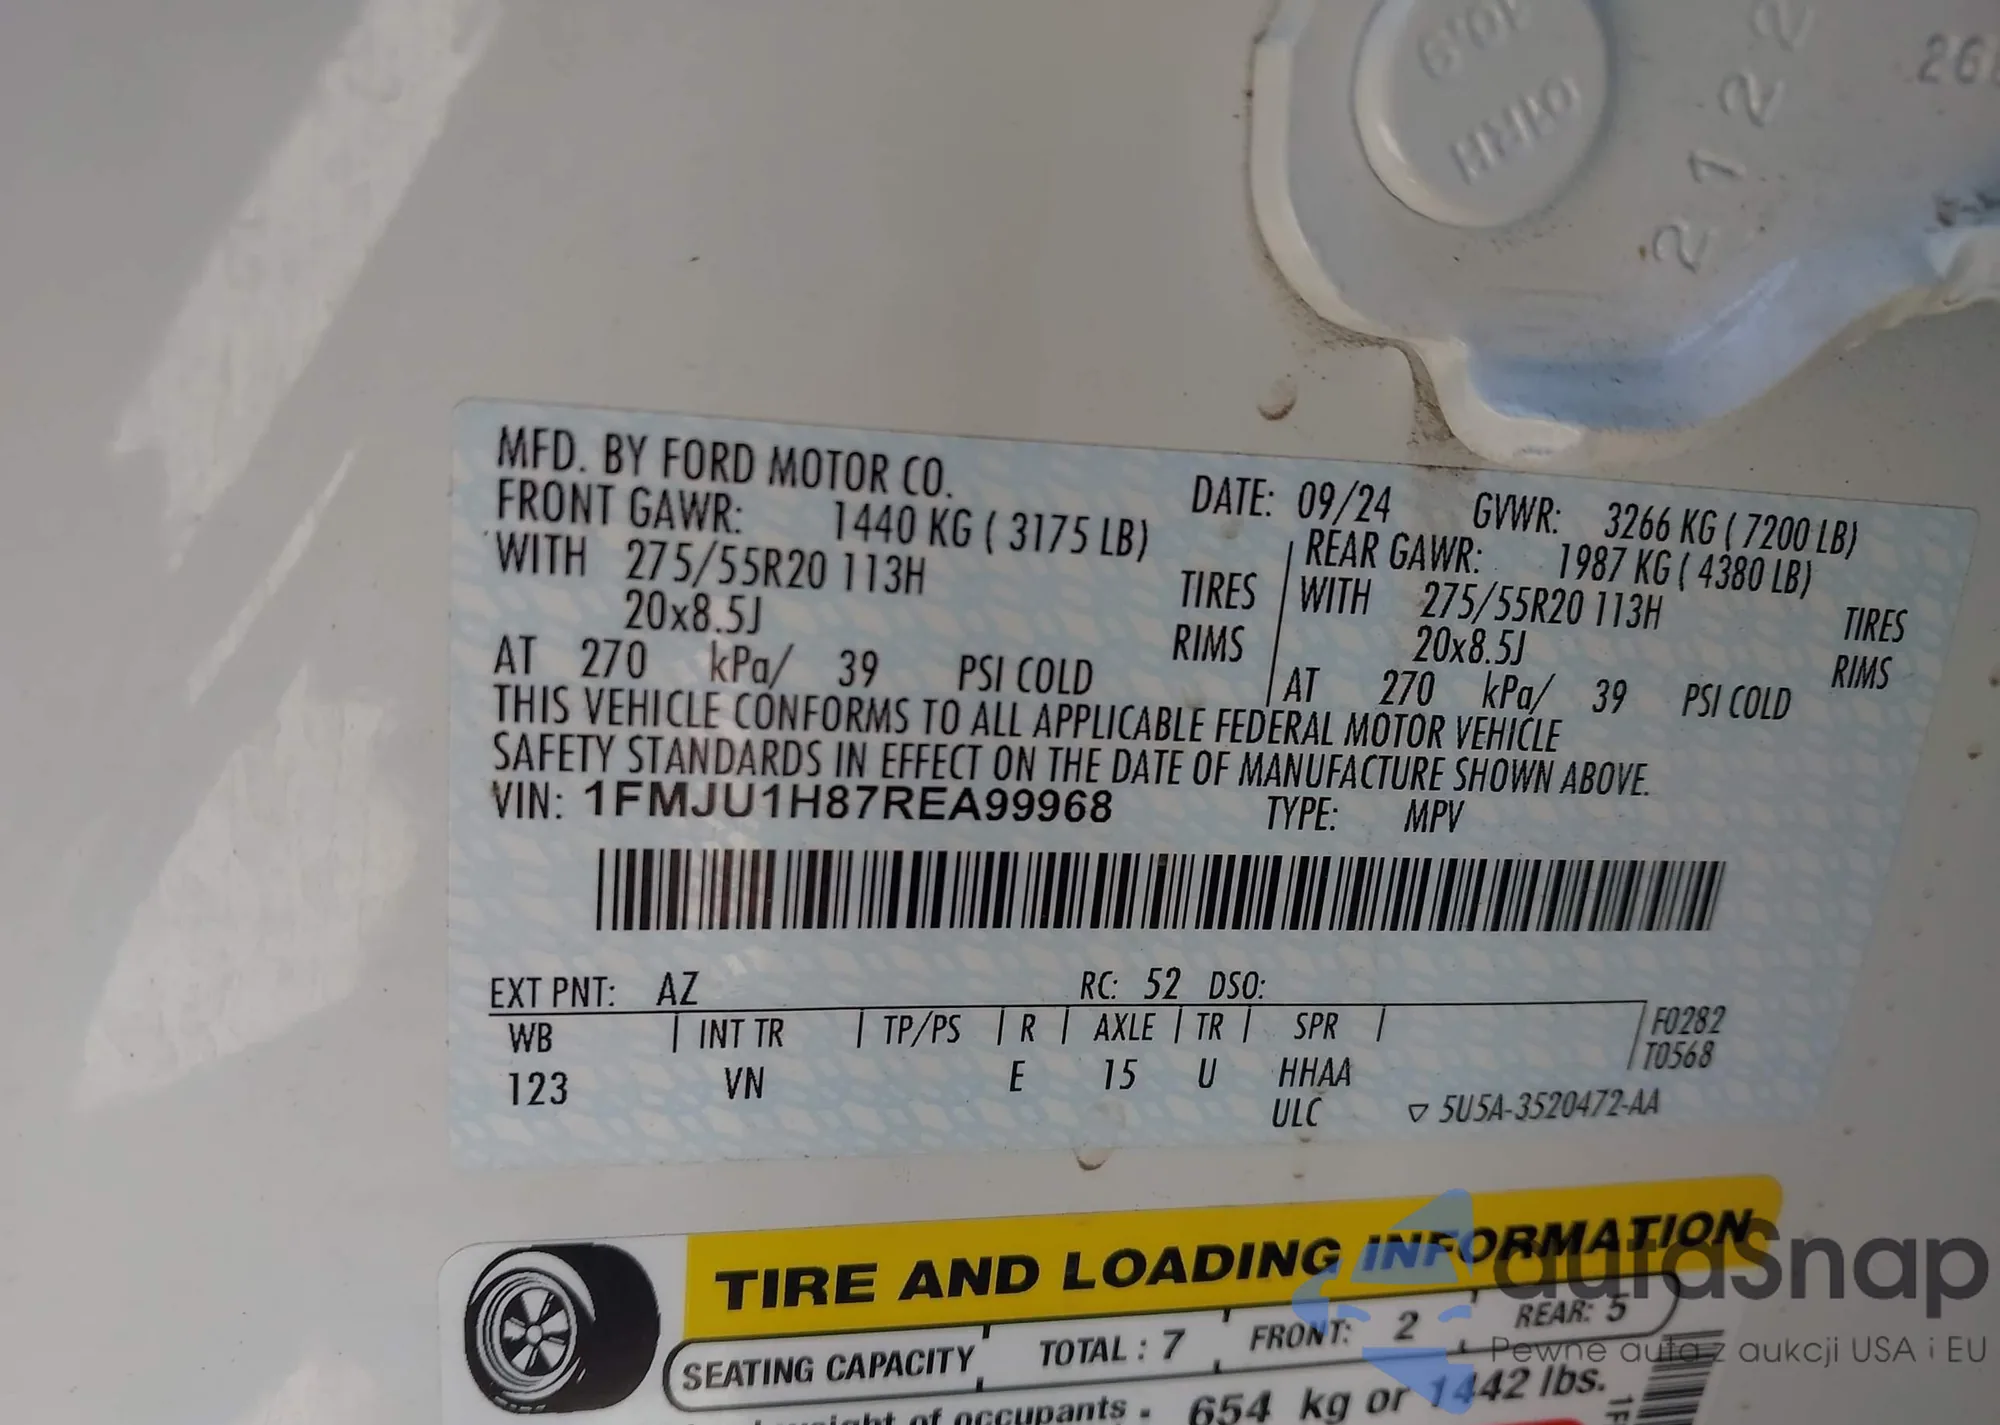 2122
MFD. BY FORD MOTOR CO. DATE: 09/24 GVWR: 3266 KG ( 7200 LB)
FRONT GAWR: 1440 KG ( 3175 LB) REAR GAWR: 1987 KG ( 4380 LB)
WITH 275/55R20 113H TIRES WITH 275/55R20 113H TIRES
20x8.5J RIMS 20x8.5J RIMS
AT 270 kPa/ 39 PSI COLD AT 270 kPa/ 39 PSI COLD
THIS VEHICLE CONFORMS TO ALL APPLICABLE FEDERAL MOTOR VEHICLE
SAFETY STANDARDS IN EFFECT ON THE DATE OF MANUFACTURE SHOWN ABOVE.
VIN: 1FMJU1H87REA99968 TYPE: MPV
EXT PNT: AZ RC: 52 DSO:
WB INT TR TP/PS R AXLE TR SPR F0282
T0568
123 VN E 15 U HHAA
ULC ▽ 5U5A-3520472-AA
TIRE AND LOADING INFORMATION
SEATING CAPACITY TOTAL : 7 FRONT: 2 REAR: 5
of occupants 654 kg or 1442 lbs.
autaSnap
Pewne auta z aukcji USA i EU